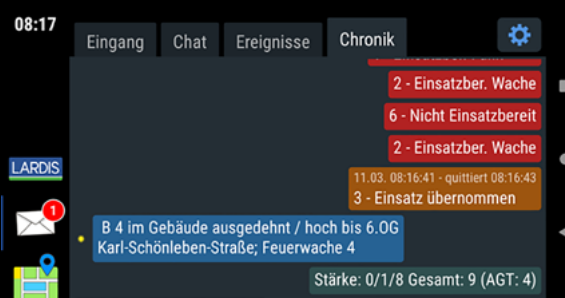 08:17
Eingang
Chat
Ereignisse
Chronik
2 - Einsatzber. Wache
6 - Nicht Einsatzbereit
2 - Einsatzber. Wache
LARDIS
11.03. 08:16:41 - quittiert 08:16:43
3 - Einsatz übernommen
1
B 4 im Gebäude ausgedehnt / hoch bis 6.OG
Karl-Schönleben-Straße; Feuerwache 4
Stärke: 0/1/8 Gesamt: 9 (AGT: 4)